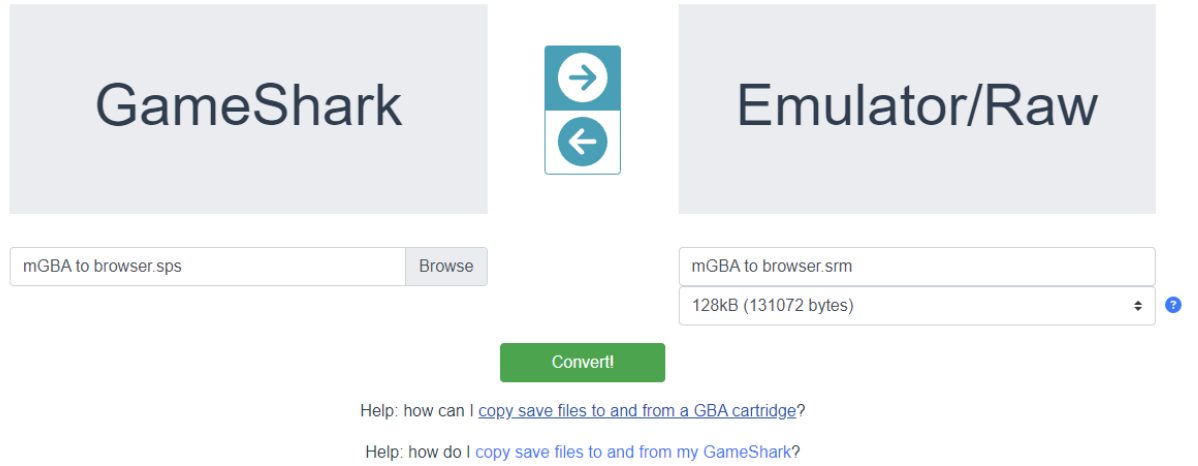 GameShark
Emulator/Raw
mGBA to browser.sps
Browse
mGBA to browser.srm
128kB (131072 bytes)
?
Convert!
Help: how can I copy save files to and from a GBA cartridge?
Help: how do I copy save files to and from my GameShark?